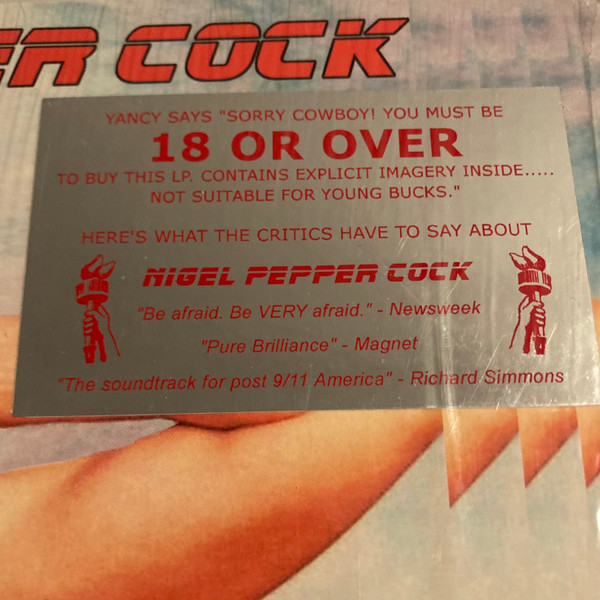 ER COCK
YANCY SAYS "SORRY COWBOY! YOU MUST BE
18 OR OVER
TO BUY THIS LP. CONTAINS EXPLICIT IMAGERY INSIDE.....
NOT SUITABLE FOR YOUNG BUCKS."
HERE'S WHAT THE CRITICS HAVE TO SAY ABOUT
NIGEL PEPPER COCK
"Be afraid. Be VERY afraid." - Newsweek
"Pure Brilliance" - Magnet
"The soundtrack for post 9/11 America" - Richard Simmons